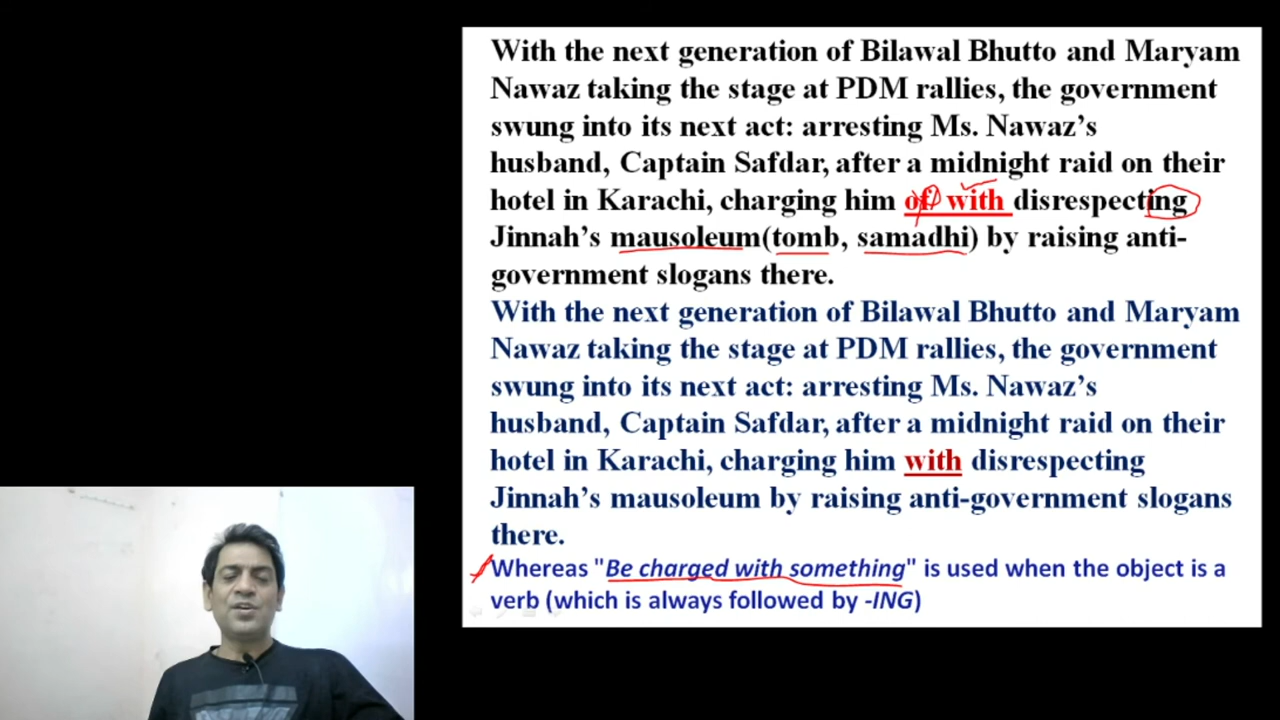 With the next generation of Bilawal Bhutto and Maryam
Nawaz taking the stage at PDM rallies, the government
swung into its next act: arresting Ms. Nawaz’s
husband, Captain Safdar, after a midnight raid on their
hotel in Karachi, charging him of/ with disrespecting
Jinnah’s mausoleum(tomb, samadhi) by raising anti-
government slogans there.
With the next generation of Bilawal Bhutto and Maryam
Nawaz taking the stage at PDM rallies, the government
swung into its next act: arresting Ms. Nawaz’s
husband, Captain Safdar, after a midnight raid on their
hotel in Karachi, charging him with disrespecting
Jinnah’s mausoleum by raising anti-government slogans
there.
Whereas "Be charged with something" is used when the object is a
verb (which is always followed by -ING)